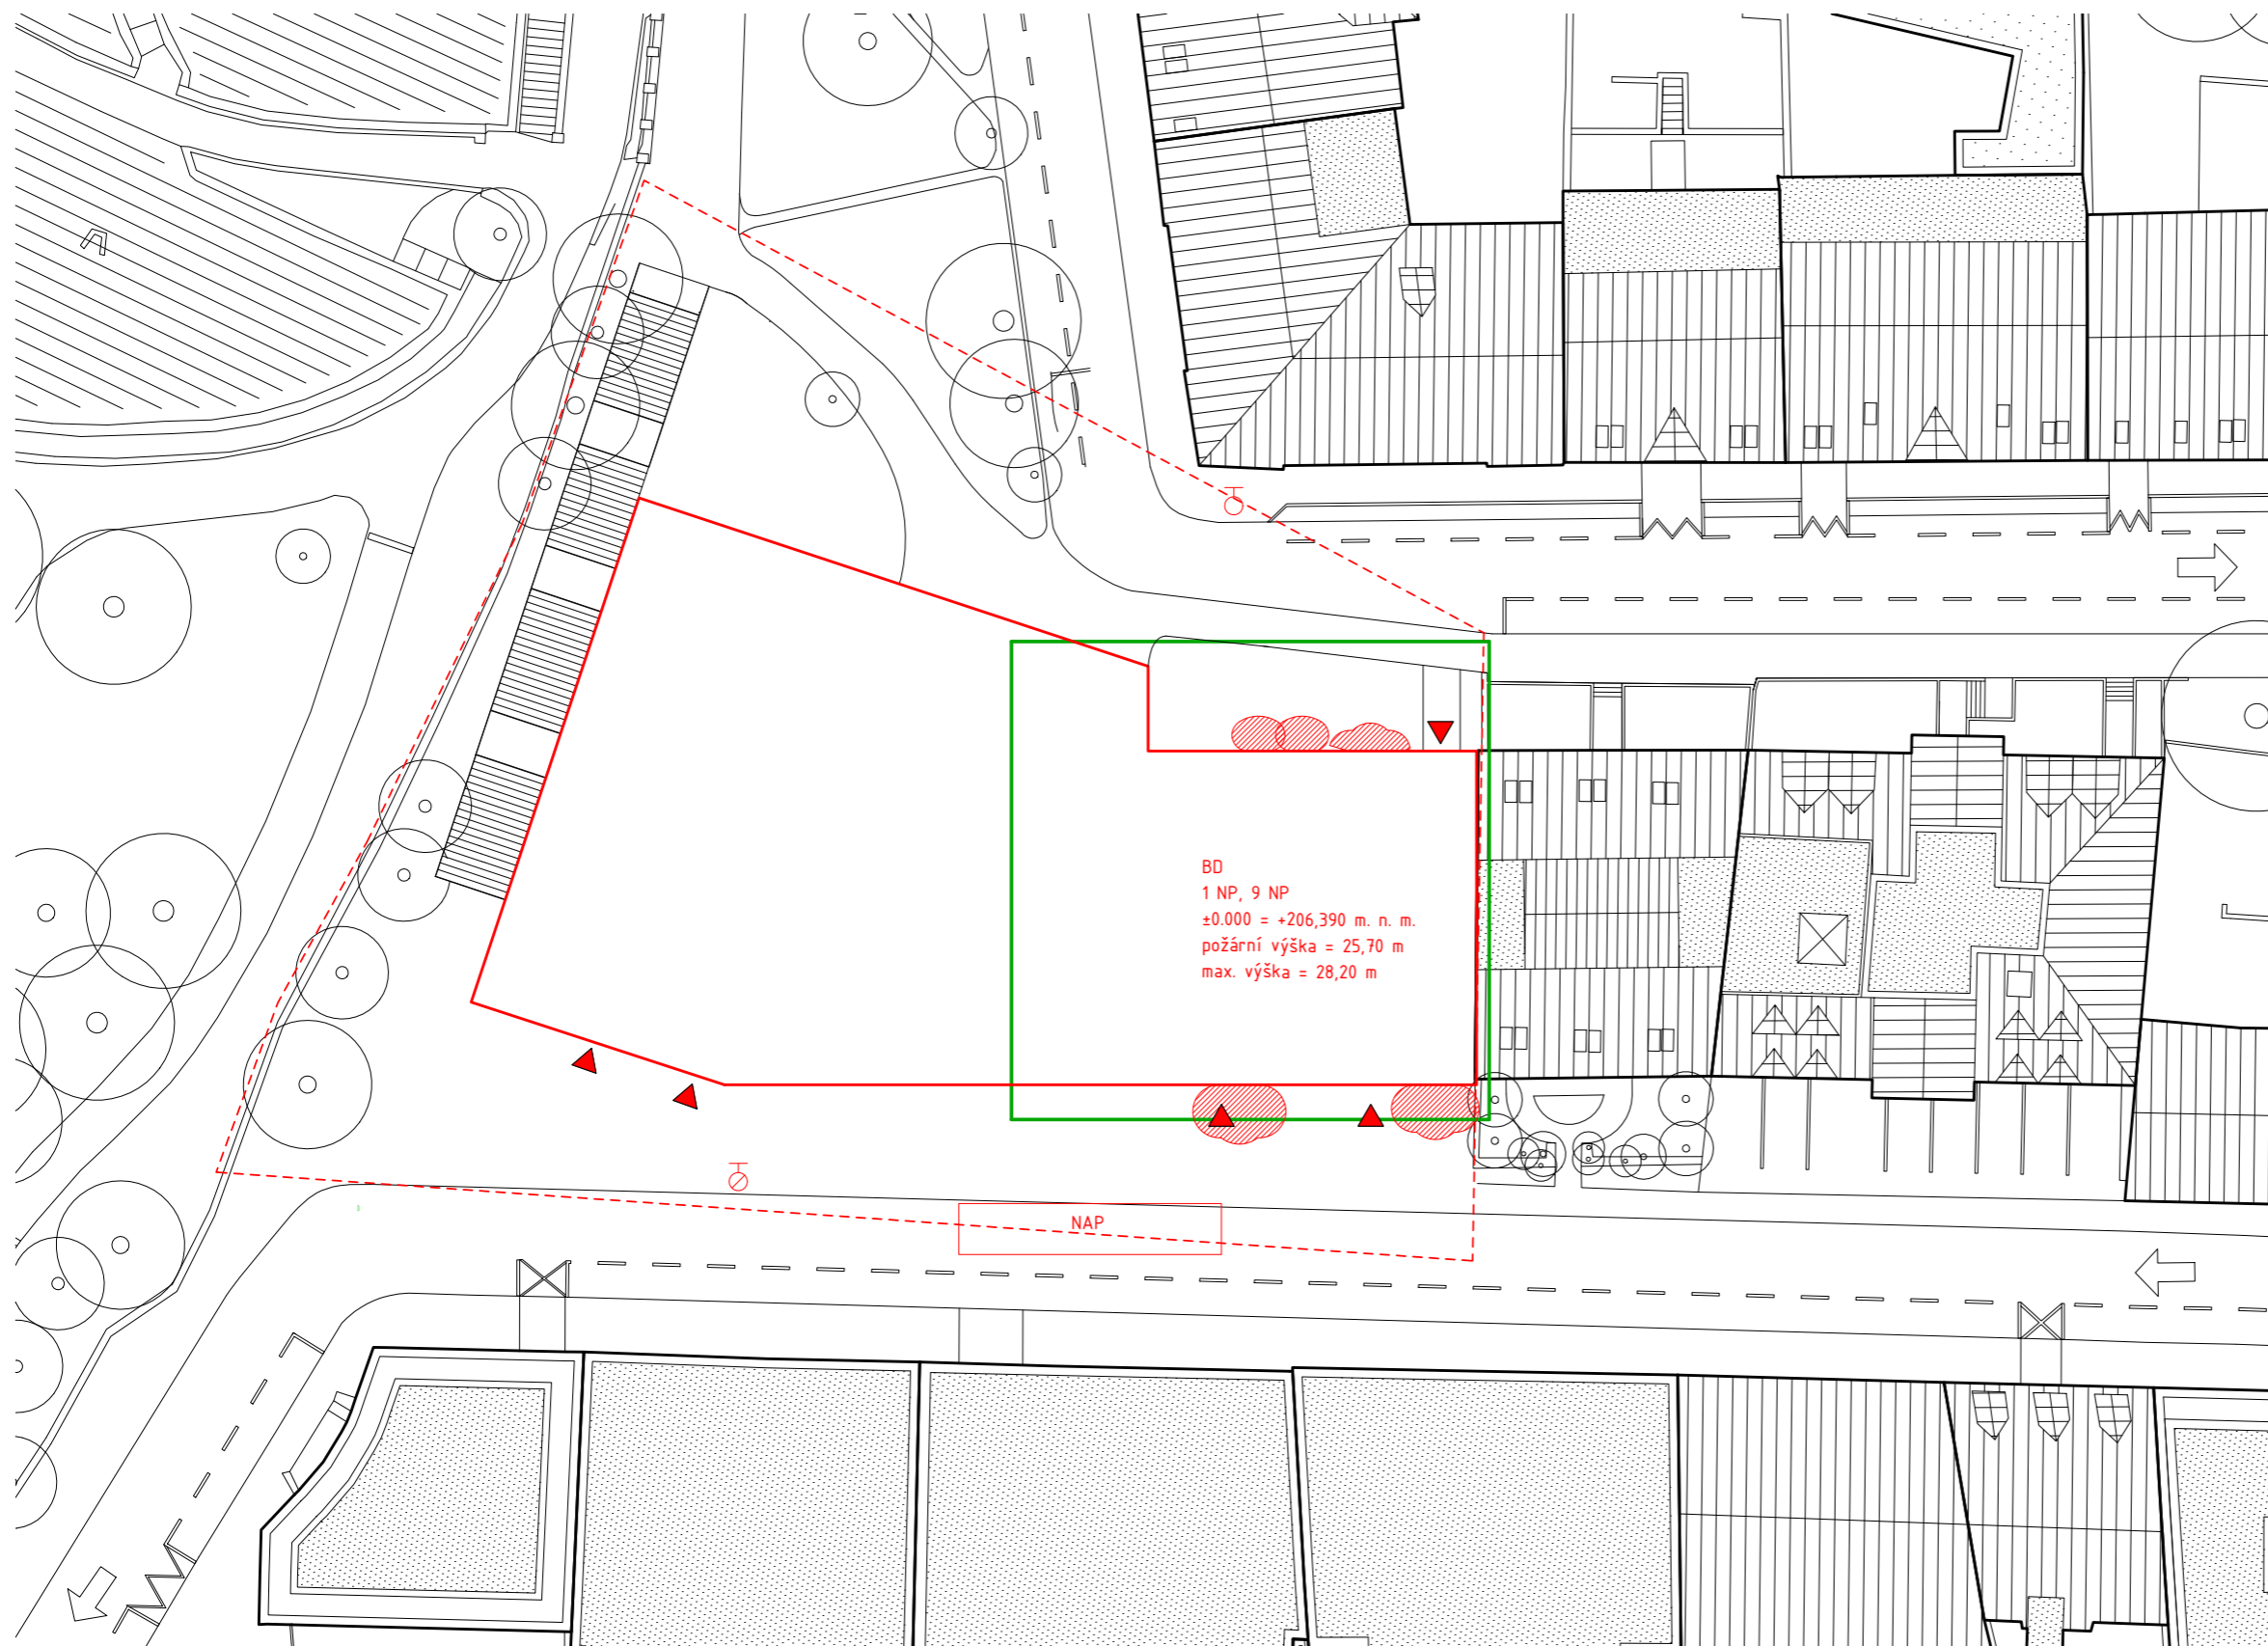 BD
1 NP, 9 NP
±0.000 = +206,390 m. n. m.
požární výška = 25,70 m
max. výška = 28,20 m
NAP